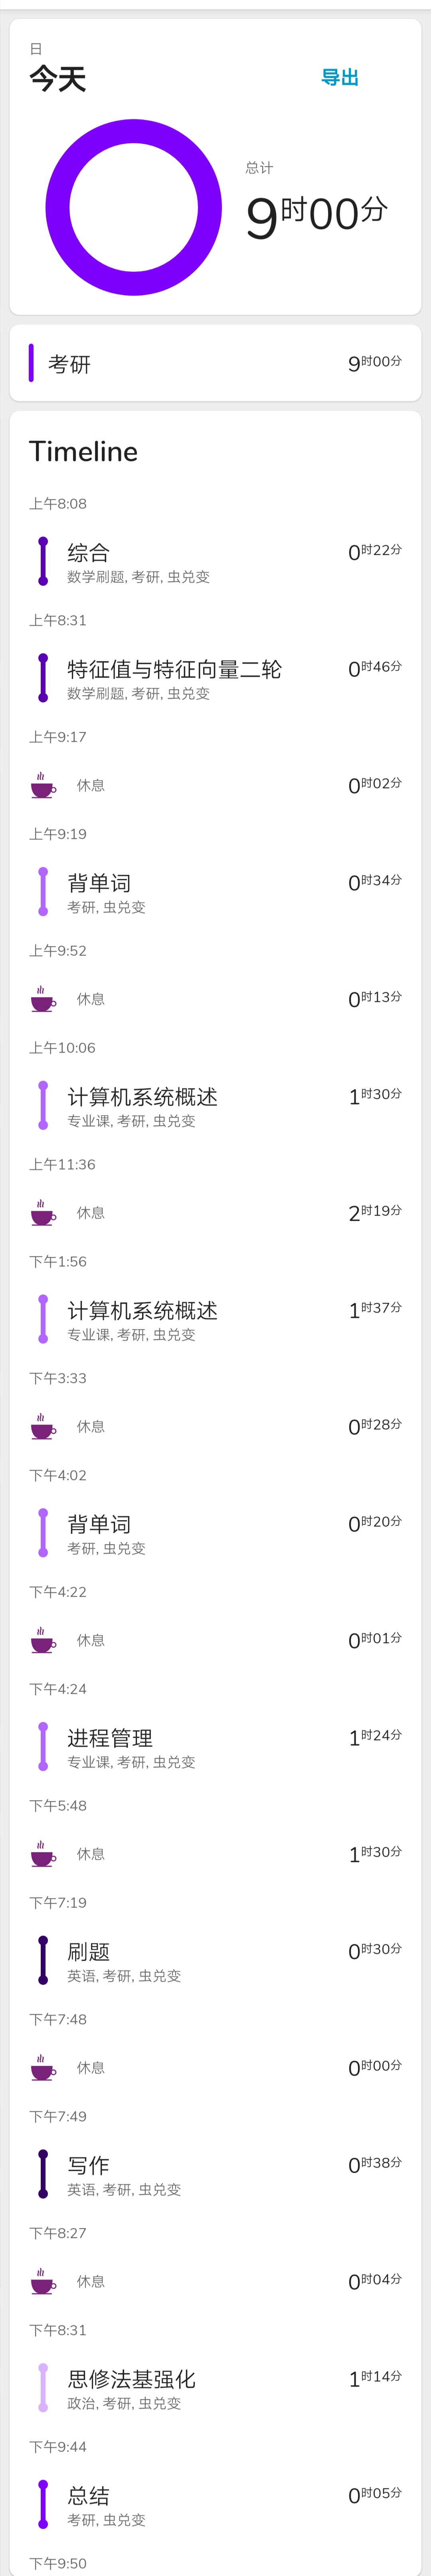 日
今天
导出
总计
9时00分
考研
9时00分
Timeline
上午8:08
综合
0时22分
数学刷题, 考研, 虫兑变
上午8:31
特征值与特征向量二轮
0时46分
数学刷题, 考研, 虫兑变
上午9:17
休息
0时02分
上午9:19
背单词
0时34分
考研, 虫兑变
上午9:52
休息
0时13分
上午10:06
计算机系统概述
1时30分
专业课, 考研, 虫兑变
上午11:36
休息
2时19分
下午1:56
计算机系统概述
1时37分
专业课, 考研, 虫兑变
下午3:33
休息
0时28分
下午4:02
背单词
0时20分
考研, 虫兑变
下午4:22
休息
0时01分
下午4:24
进程管理
1时24分
专业课, 考研, 虫兑变
下午5:48
休息
1时30分
下午7:19
刷题
0时30分
英语, 考研, 虫兑变
下午7:48
休息
0时00分
下午7:49
写作
0时38分
英语, 考研, 虫兑变
下午8:27
休息
0时04分
下午8:31
思修法基强化
1时14分
政治, 考研, 虫兑变
下午9:44
总结
0时05分
考研, 虫兑变
下午9:50